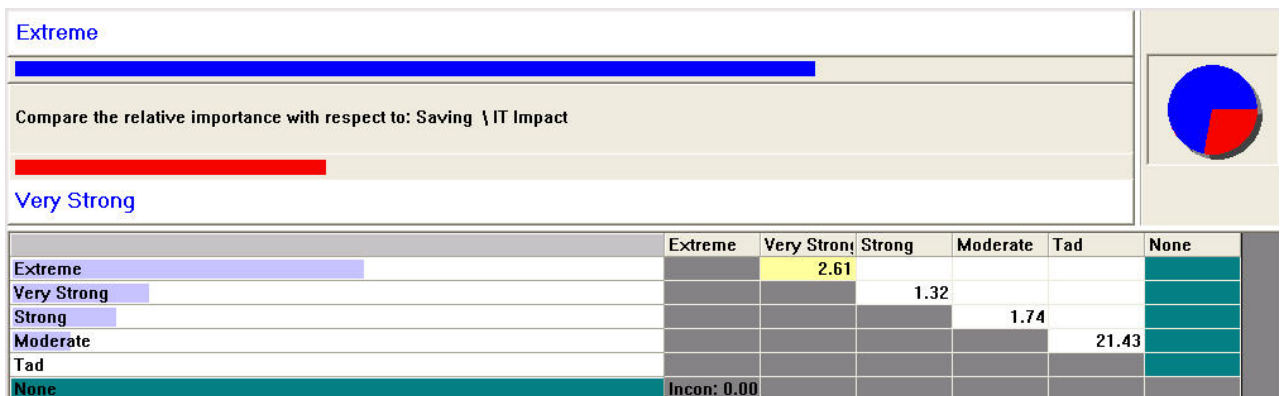 Extreme
Compare the relative importance with respect to: Saving \ IT Impact
Very Strong
Extreme Very Strong Strong Moderate Tad None
Extreme 2.61
Very Strong 1.32
Strong 1.74
Moderate 21.43
Tad
None Incon: 0.00